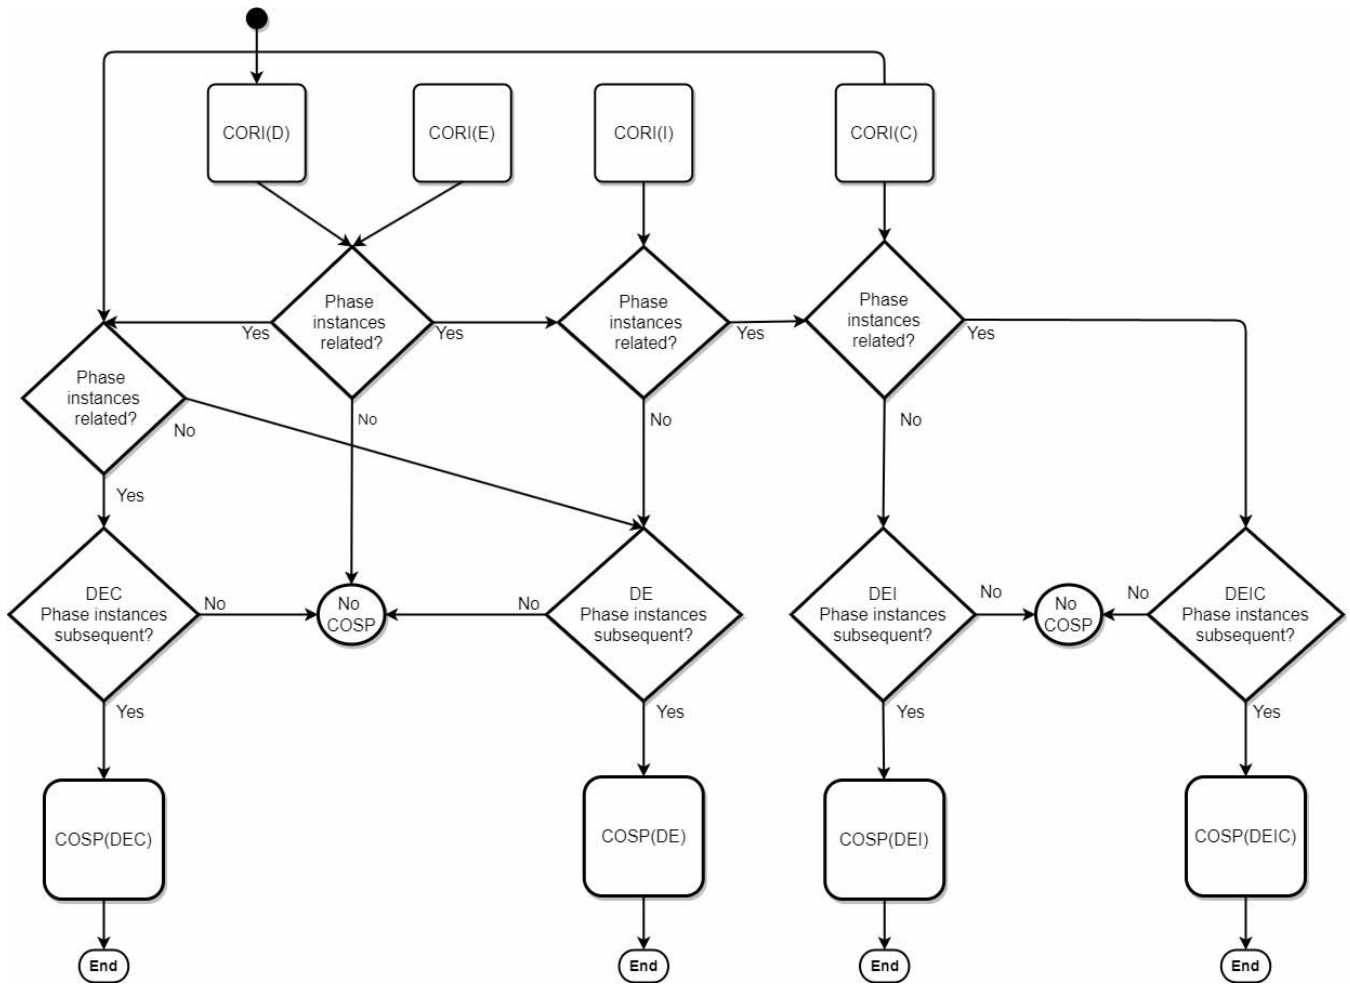 CORI(D)
CORI(E)
CORI(I)
CORI(C)
Phase
instances
related?
Yes
Yes
No
Phase
instances
related?
Yes
No
Phase
instances
related?
Yes
No
Phase
instances
related?
No
Yes
DEC
Phase instances
subsequent?
No
Yes
No
COSP
DE
Phase instances
subsequent?
No
Yes
DEI
Phase instances
subsequent?
No
Yes
No
COSP
DEIC
Phase instances
subsequent?
No
Yes
COSP(DEC)
COSP(DE)
COSP(DEI)
COSP(DEIC)
End
End
End
End